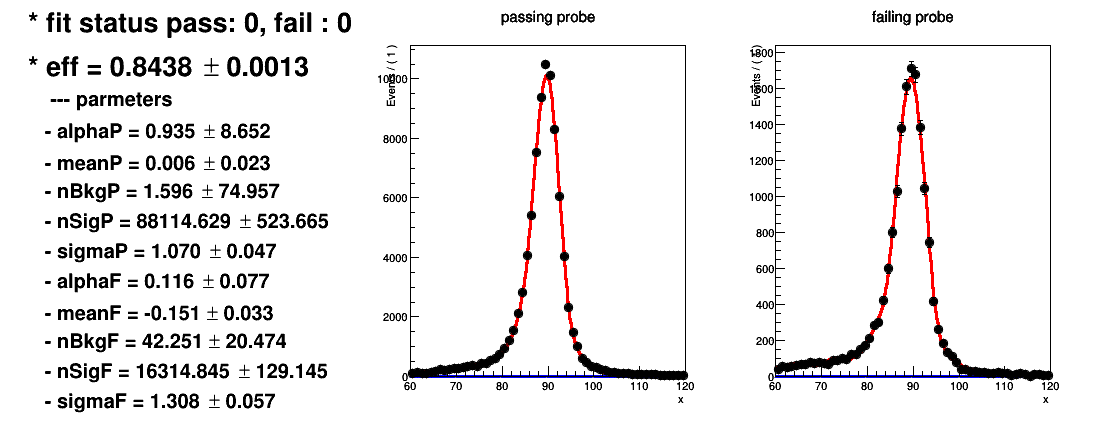 * fit status pass: 0, fail : 0
* eff = 0.8438 ± 0.0013
--- parmeters
- alphaP = 0.935 ± 8.652
- meanP = 0.006 ± 0.023
- nBkgP = 1.596 ± 74.957
- nSigP = 88114.629 ± 523.665
- sigmaP = 1.070 ± 0.047
- alphaF = 0.116 ± 0.077
- meanF = -0.151 ± 0.033
- nBkgF = 42.251 ± 20.474
- nSigF = 16314.845 ± 129.145
- sigmaF = 1.308 ± 0.057
passing probe
Events / ( 1 )
10000
8000
6000
4000
2000
0
60 70 80 90 100 110 120
x
failing probe
Events / ( 1 )
1800
1600
1400
1200
1000
800
600
400
200
0
60 70 80 90 100 110 120
x